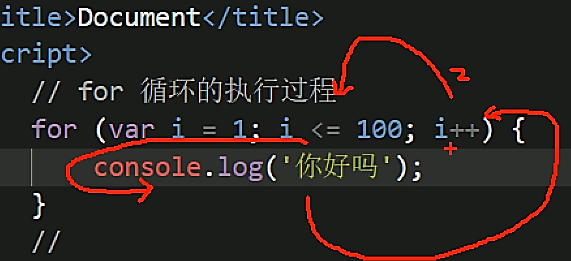 itle>Document</title>
cript>
// for 循环的执行过程
for (var i = 1; i <= 100; i++) {
console.log('你好吗');
}
//